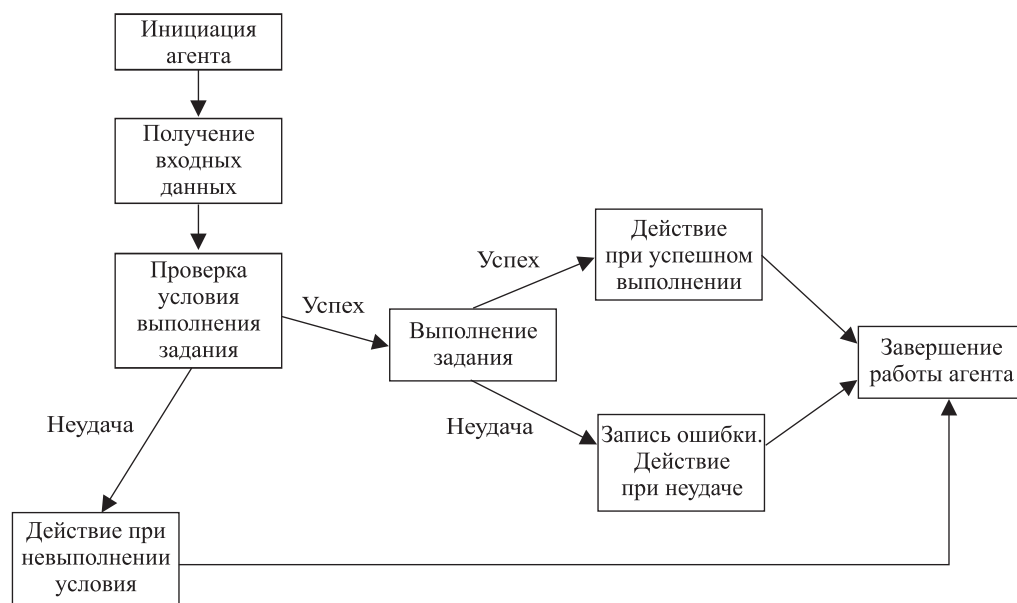 Инициация
агента
Получение
входных
данных
Проверка
условия
выполнения
задания
Успех
Неудача
Действие при
невыполнении
условия
Выполнение
задания
Успех
Неудача
Действие
при успешном
выполнении
Запись ошибки.
Действие
при неудаче
Завершение
работы агента